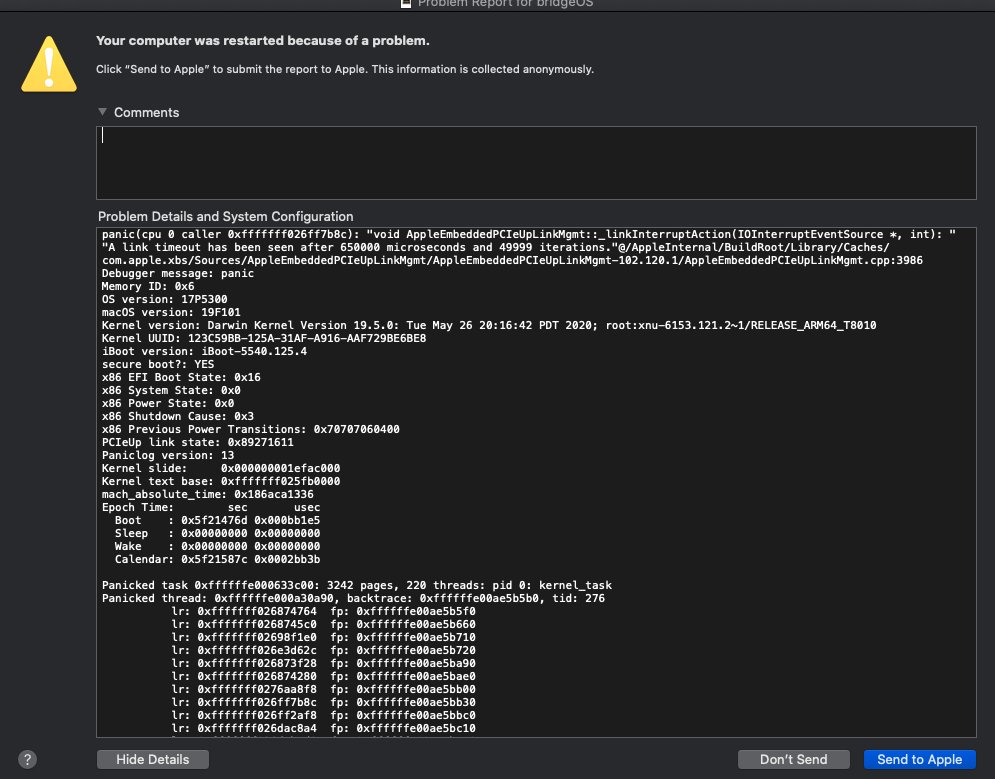 Problem Report for bridgeOS
Your computer was restarted because of a problem.
Click “Send to Apple” to submit the report to Apple. This information is collected anonymously.
Comments
Problem Details and System Configuration
panic(cpu 0 caller 0xfffffff026ff7b8c): "void AppleEmbeddedPCIeUpLinkMgmt::_linkInterruptAction(IOInterruptEventSource *, int): "
"A link timeout has been seen after 650000 microseconds and 49999 iterations."@/AppleInternal/BuildRoot/Library/Caches/
com.apple.xbs/Sources/AppleEmbeddedPCIeUpLinkMgmt/AppleEmbeddedPCIeUpLinkMgmt-102.120.1/AppleEmbeddedPCIeUpLinkMgmt.cpp:3986
Debugger message: panic
Memory ID: 0x6
OS version: 17P5300
macOS version: 19F101
Kernel version: Darwin Kernel Version 19.5.0: Tue May 26 20:16:42 PDT 2020; root:xnu-6153.121.2~1/RELEASE_ARM64_T8010
Kernel UUID: 123C59BB-125A-31AF-A916-AAF729BE6BE8
iBoot version: iBoot-5540.125.4
secure boot?: YES
x86 EFI Boot State: 0x16
x86 System State: 0x0
x86 Power State: 0x0
x86 Shutdown Cause: 0x3
x86 Previous Power Transitions: 0x70707060400
PCIeUp link state: 0x89271611
Paniclog version: 13
Kernel slide: 0x000000001efac000
Kernel text base: 0xfffffff025fb0000
mach_absolute_time: 0x186aca1336
Epoch Time: sec usec
Boot : 0x5f21476d 0x000bb1e5
Sleep : 0x00000000 0x00000000
Wake : 0x00000000 0x00000000
Calendar: 0x5f21587c 0x0002bb3b
Panicked task 0xffffffe000633c00: 3242 pages, 220 threads: pid 0: kernel_task
Panicked thread: 0xffffffe000a30a90, backtrace: 0xffffffe00ae5b5b0, tid: 276
lr: 0xfffffff026874764 fp: 0xffffffe00ae5b5f0
lr: 0xfffffff0268745c0 fp: 0xffffffe00ae5b660
lr: 0xfffffff02698f1e0 fp: 0xffffffe00ae5b710
lr: 0xfffffff026e3d62c fp: 0xffffffe00ae5b720
lr: 0xfffffff026873f28 fp: 0xffffffe00ae5ba90
lr: 0xfffffff026874280 fp: 0xffffffe00ae5bae0
lr: 0xfffffff0276aa8f8 fp: 0xffffffe00ae5bb00
lr: 0xfffffff026ff7b8c fp: 0xffffffe00ae5bb30
lr: 0xfffffff026ff2af8 fp: 0xffffffe00ae5bbc0
lr: 0xfffffff026dac8a4 fp: 0xffffffe00ae5bc10
? Hide Details Don’t Send Send to Apple